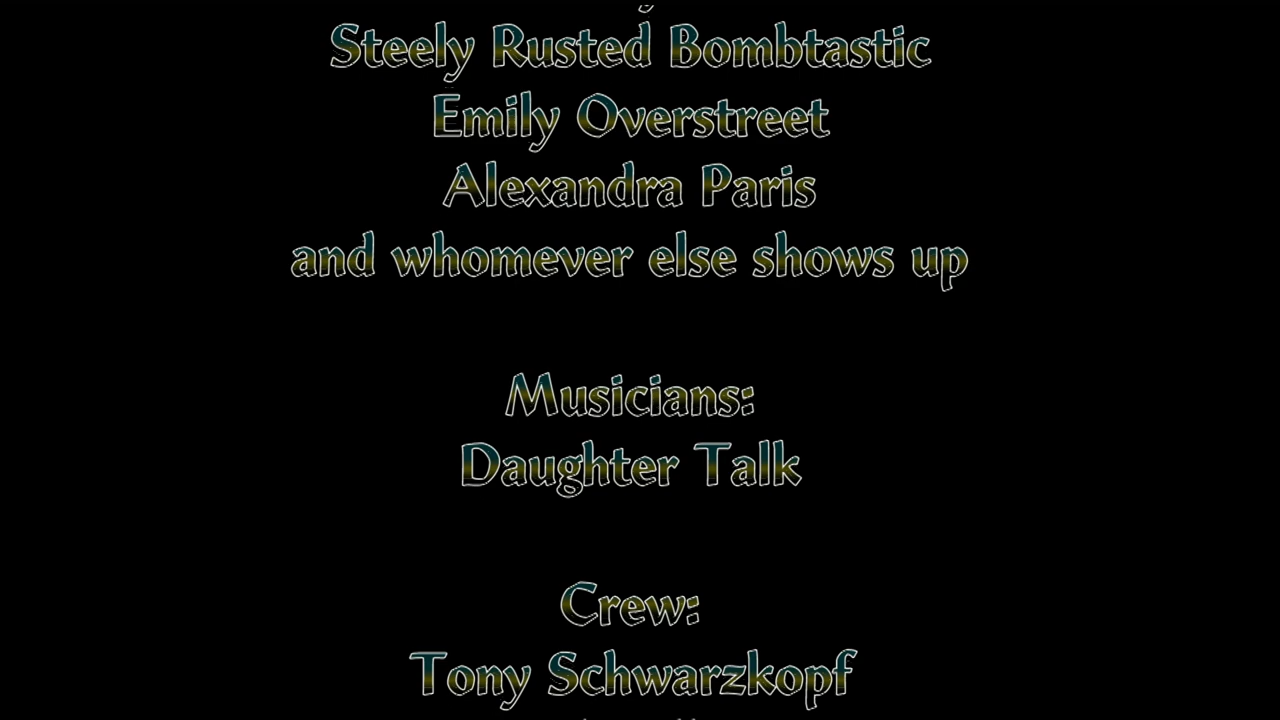 Steely Rusted Bombtastic
Emily Overstreet
Alexandra Paris
and whomever else shows up
Musicians:
Daughter Talk
Crew:
Tony Schwarzkopf